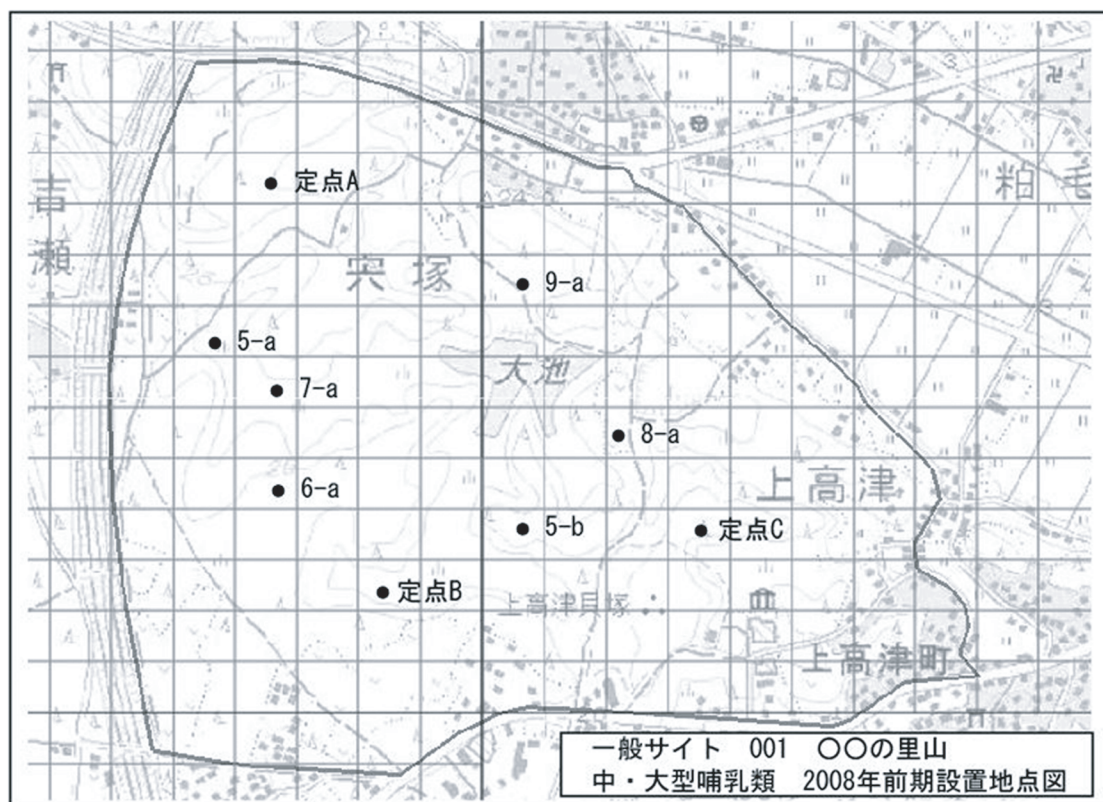 定点A
吉瀬
粕毛
宍塚
9-a
5-a
大池
7-a
8-a
上高津
6-a
5-b
定点C
定点B
上高津貝塚
上高津町
一般サイト 001 〇〇の里山
中・大型哺乳類 2008年前期設置地点図